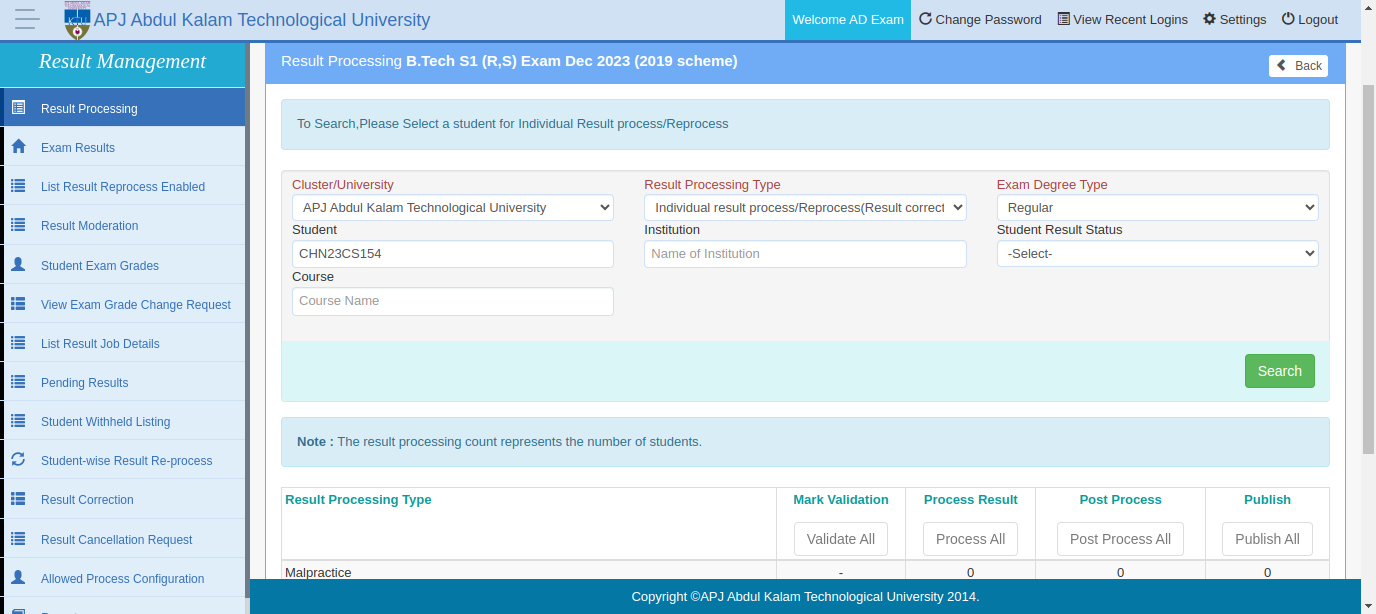 APJ Abdul Kalam Technological University
Welcome AD Exam Change Password View Recent Logins Settings Logout
Result Management
Result Processing
Exam Results
List Result Reprocess Enabled
Result Moderation
Student Exam Grades
View Exam Grade Change Request
List Result Job Details
Pending Results
Student Withheld Listing
Student-wise Result Re-process
Result Correction
Result Cancellation Request
Allowed Process Configuration
Result Processing B.Tech S1 (R,S) Exam Dec 2023 (2019 scheme)
Back
To Search,Please Select a student for Individual Result process/Reprocess
Cluster/University Result Processing Type Exam Degree Type
APJ Abdul Kalam Technological University Individual result process/Reprocess(Result correct Regular
Student Institution Student Result Status
CHN23CS154 Name of Institution -Select-
Course
Course Name
Search
Note : The result processing count represents the number of students.
Result Processing Type Mark Validation Process Result Post Process Publish
Validate All Process All Post Process All Publish All
Malpractice - 0 0 0
Copyright ©APJ Abdul Kalam Technological University 2014.